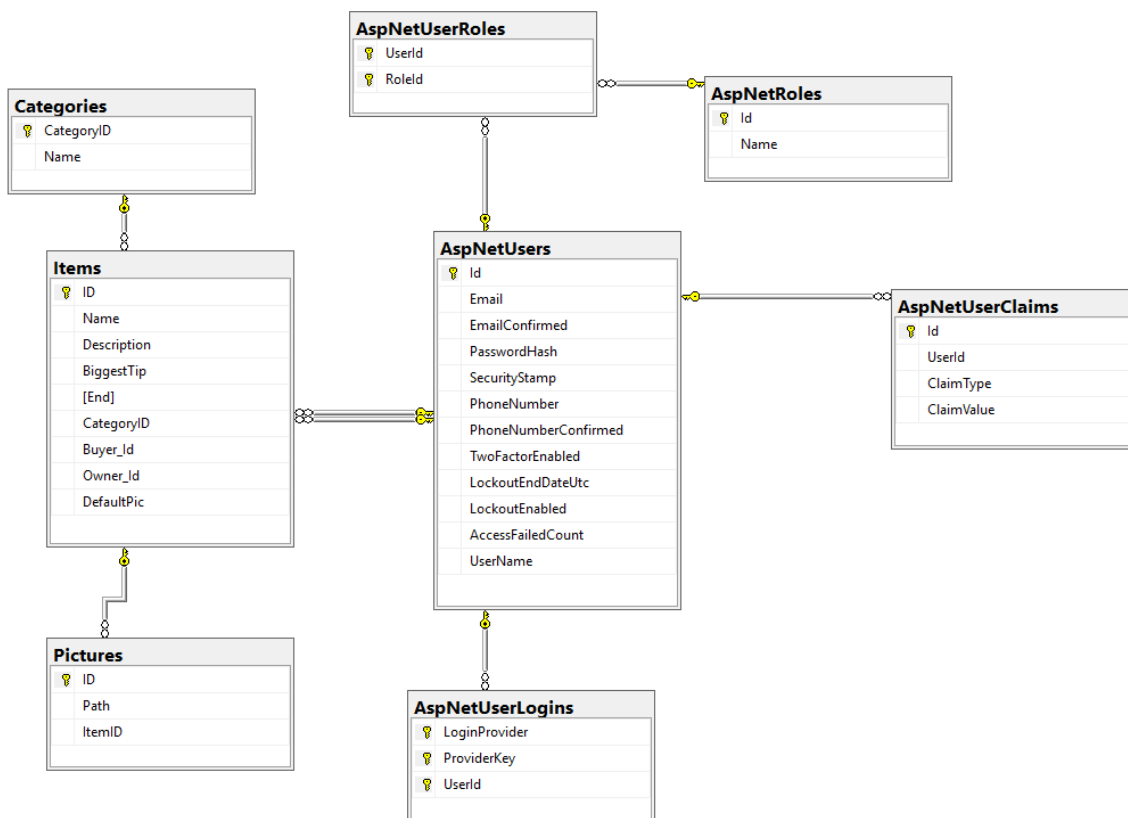 AspNetUserRoles
UserId
RoleId
AspNetRoles
Id
Name
Categories
CategoryID
Name
Items
ID
Name
Description
BiggestTip
[End]
CategoryID
Buyer_Id
Owner_Id
DefaultPic
AspNetUsers
Id
Email
EmailConfirmed
PasswordHash
SecurityStamp
PhoneNumber
PhoneNumberConfirmed
TwoFactorEnabled
LockoutEndDateUtc
LockoutEnabled
AccessFailedCount
UserName
AspNetUserClaims
Id
UserId
ClaimType
ClaimValue
Pictures
ID
Path
ItemID
AspNetUserLogins
LoginProvider
ProviderKey
UserId